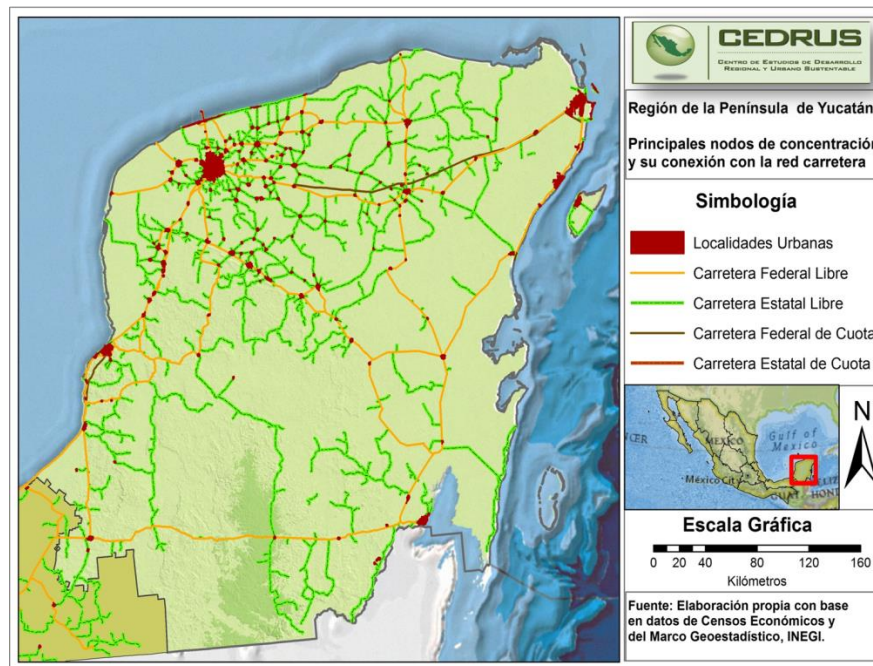 CEDRUS
CENTRO DE ESTUDIOS DE DESARROLLO
REGIONAL Y URBANO SUSTENTABLE
Región de la Península de Yucatán
Principales nodos de concentración
y su conexión con la red carretera
Simbología
Localidades Urbanas
Carretera Federal Libre
Carretera Estatal Libre
Carretera Federal de Cuota
Carretera Estatal de Cuota
Gulf of
Mexico
MEXICO
México City
N
Escala Gráfica
0 20 40 80 120 160
Kilómetros
Fuente: Elaboración propia con base
en datos de Censos Económicos y
del Marco Geoestadístico, INEGI.